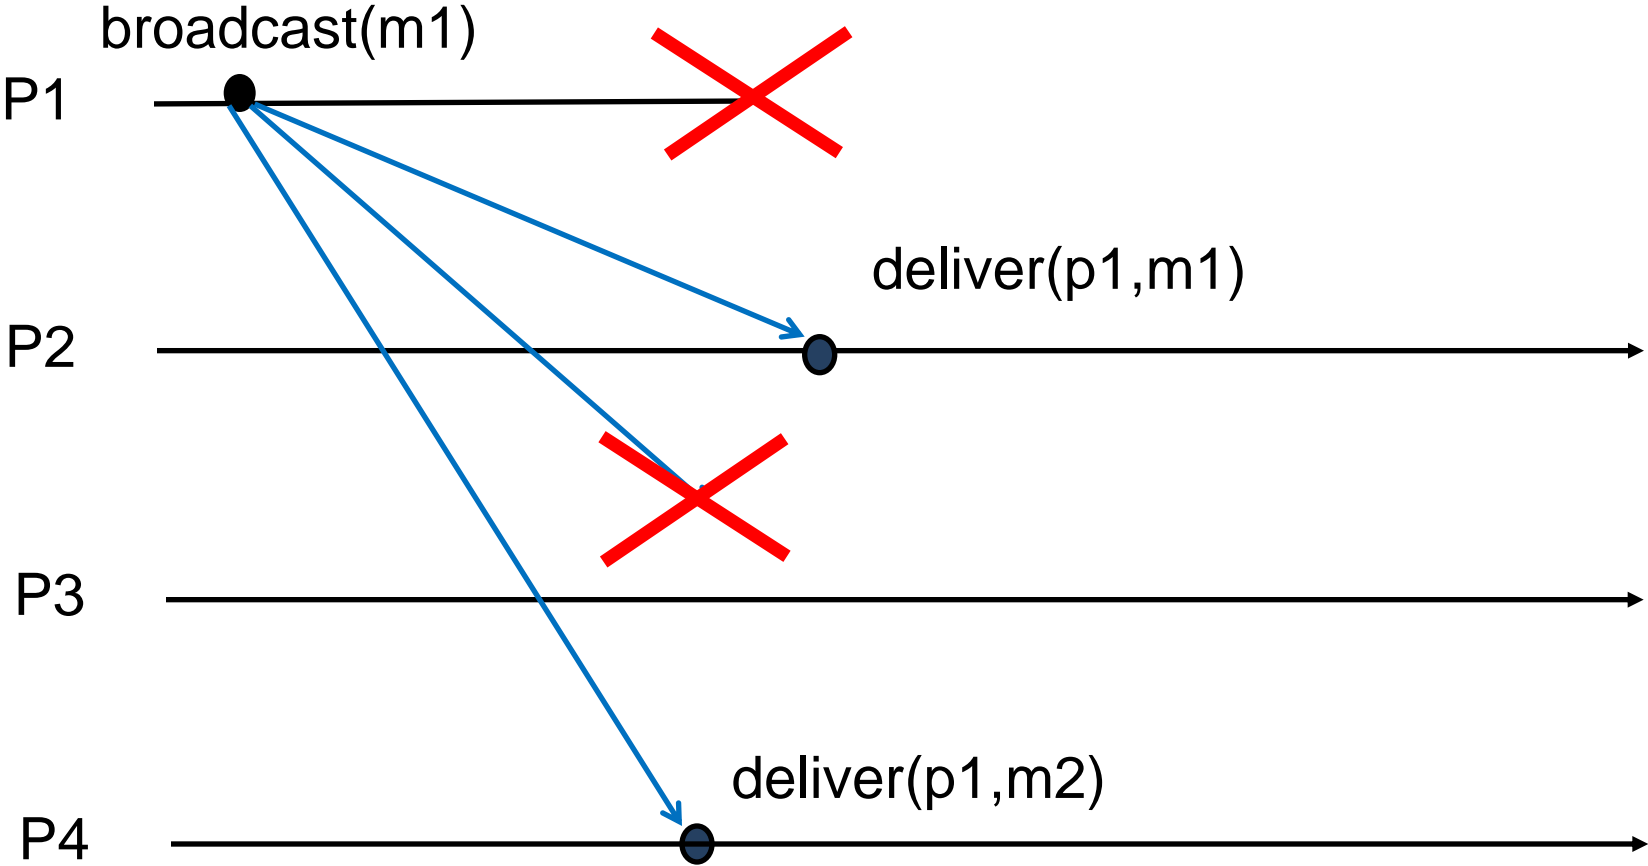 broadcast(m1)
P1
deliver(p1,m1)
P2
P3
deliver(p1,m2)
P4